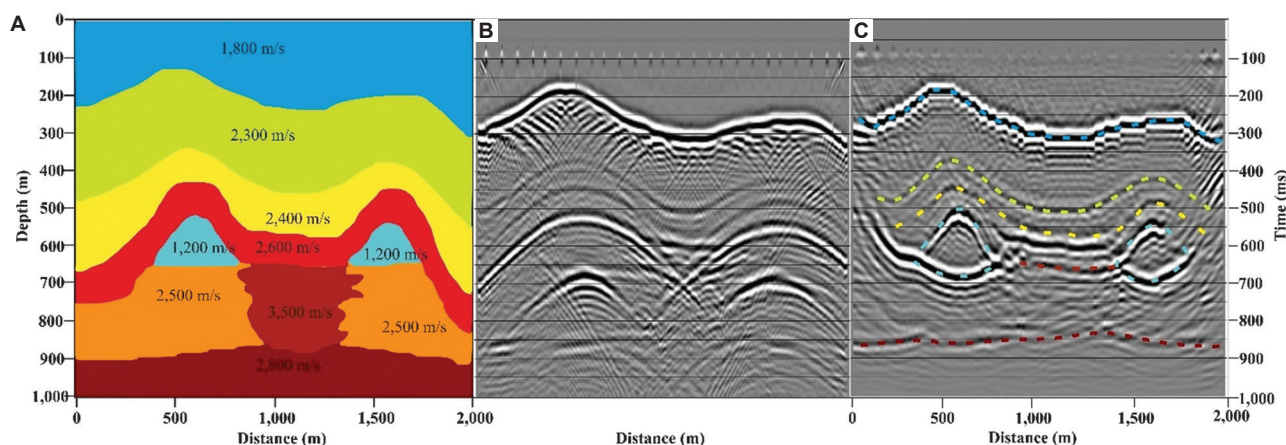 A
B
C
0
100
200
300
400
500
600
700
800
900
1,000
Depth (m)
1,800 m/s
2,300 m/s
2,400 m/s
1,200 m/s
2,600 m/s
1,200 m/s
2,500 m/s
3,500 m/s
2,500 m/s
2,800 m/s
0
500
1,000
1,500
2,000
Distance (m)
Distance (m)
0
500
1,000
1,500
2,000
Distance (m)
100
200
300
400
500
600
700
800
900
1,000
Time (ms)